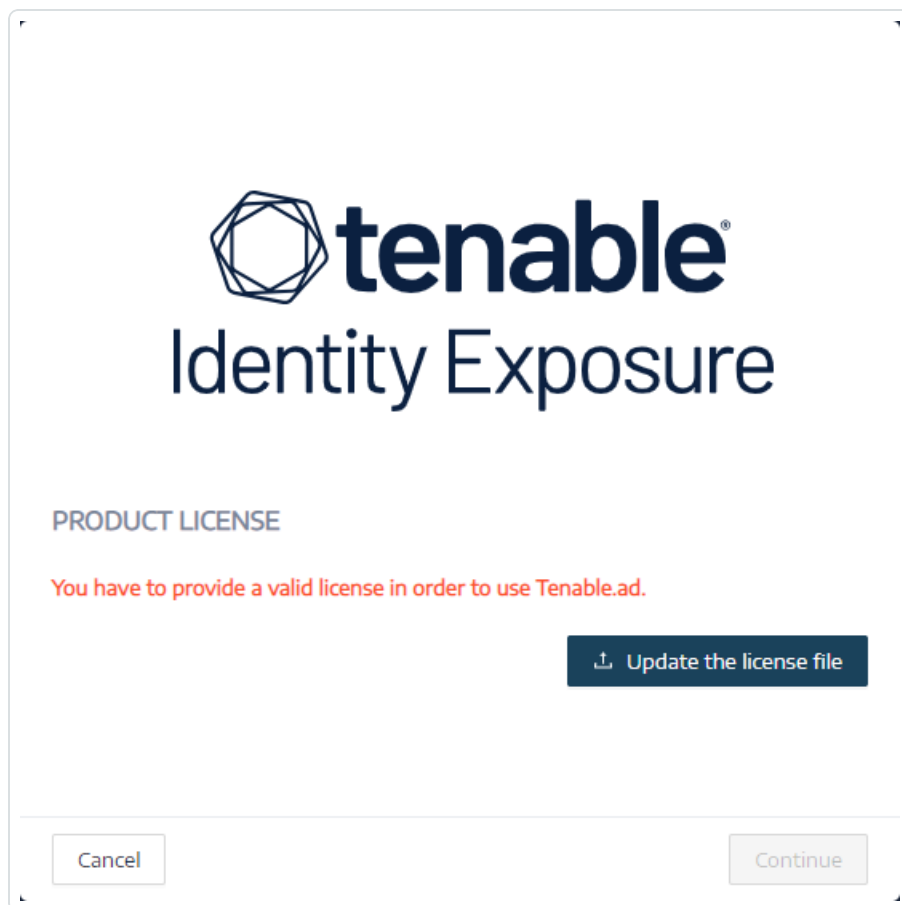 tenable®
Identity Exposure
PRODUCT LICENSE
You have to provide a valid license in order to use Tenable.ad.
Update the license file
Cancel
Continue